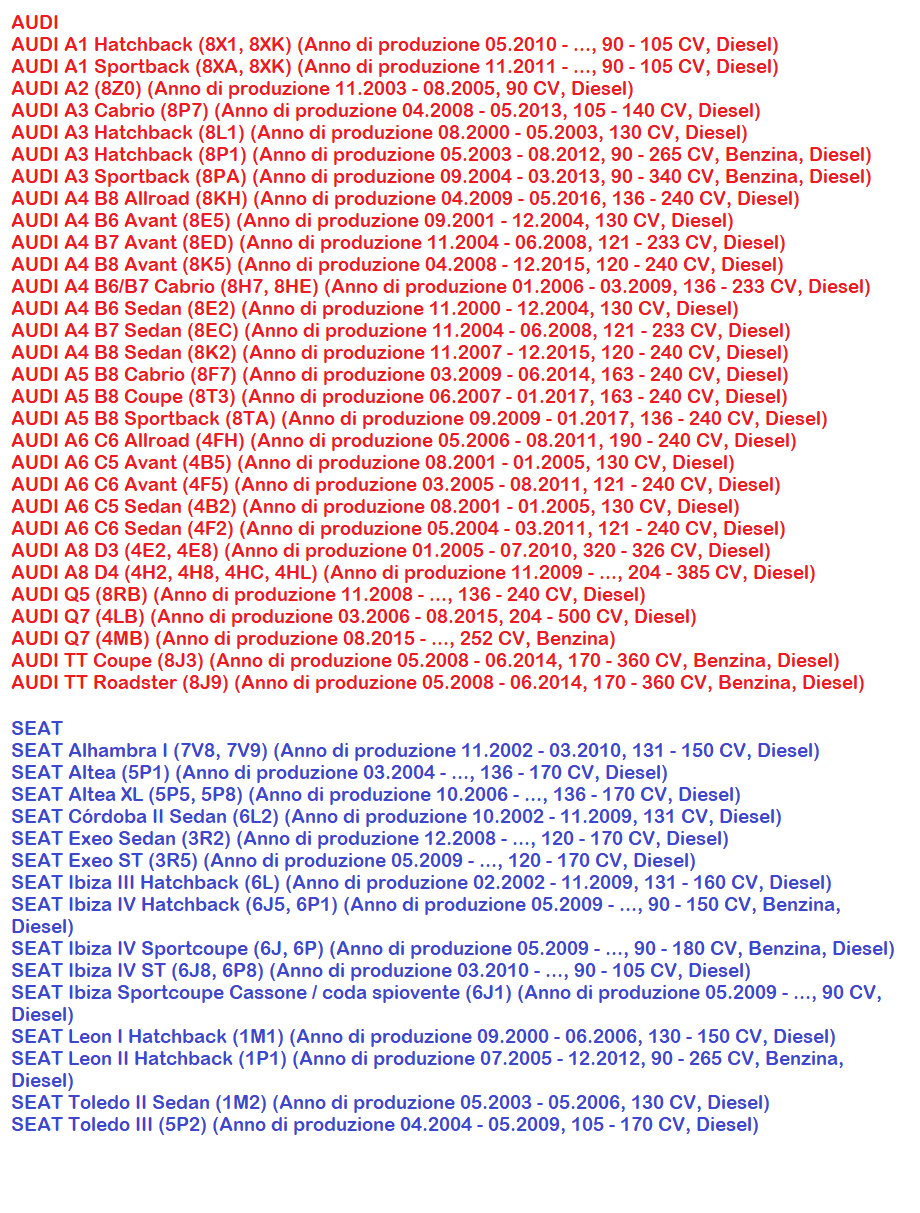 AUDI
AUDI A1 Hatchback (8X1, 8XK) (Anno di produzione 05.2010 - ..., 90 - 105 CV, Diesel)
AUDI A1 Sportback (8XA, 8XK) (Anno di produzione 11.2011 - ..., 90 - 105 CV, Diesel)
AUDI A2 (8Z0) (Anno di produzione 11.2003 - 08.2005, 90 CV, Diesel)
AUDI A3 Cabrio (8P7) (Anno di produzione 04.2008 - 05.2013, 105 - 140 CV, Diesel)
AUDI A3 Hatchback (8L1) (Anno di produzione 08.2000 - 05.2003, 130 CV, Diesel)
AUDI A3 Hatchback (8P1) (Anno di produzione 05.2003 - 08.2012, 90 - 265 CV, Benzina, Diesel)
AUDI A3 Sportback (8PA) (Anno di produzione 09.2004 - 03.2013, 90 - 340 CV, Benzina, Diesel)
AUDI A4 B8 Allroad (8KH) (Anno di produzione 04.2009 - 05.2016, 136 - 240 CV, Diesel)
AUDI A4 B6 Avant (8E5) (Anno di produzione 09.2001 - 12.2004, 130 CV, Diesel)
AUDI A4 B7 Avant (8ED) (Anno di produzione 11.2004 - 06.2008, 121 - 233 CV, Diesel)
AUDI A4 B8 Avant (8K5) (Anno di produzione 04.2008 - 12.2015, 120 - 240 CV, Diesel)
AUDI A4 B6/B7 Cabrio (8H7, 8HE) (Anno di produzione 01.2006 - 03.2009, 136 - 233 CV, Diesel)
AUDI A4 B6 Sedan (8E2) (Anno di produzione 11.2000 - 12.2004, 130 CV, Diesel)
AUDI A4 B7 Sedan (8EC) (Anno di produzione 11.2004 - 06.2008, 121 - 233 CV, Diesel)
AUDI A4 B8 Sedan (8K2) (Anno di produzione 11.2007 - 12.2015, 120 - 240 CV, Diesel)
AUDI A5 B8 Cabrio (8F7) (Anno di produzione 03.2009 - 06.2014, 163 - 240 CV, Diesel)
AUDI A5 B8 Coupe (8T3) (Anno di produzione 06.2007 - 01.2017, 163 - 240 CV, Diesel)
AUDI A5 B8 Sportback (8TA) (Anno di produzione 09.2009 - 01.2017, 136 - 240 CV, Diesel)
AUDI A6 C6 Allroad (4FH) (Anno di produzione 05.2006 - 08.2011, 190 - 240 CV, Diesel)
AUDI A6 C5 Avant (4B5) (Anno di produzione 08.2001 - 01.2005, 130 CV, Diesel)
AUDI A6 C6 Avant (4F5) (Anno di produzione 03.2005 - 08.2011, 121 - 240 CV, Diesel)
AUDI A6 C5 Sedan (4B2) (Anno di produzione 08.2001 - 01.2005, 130 CV, Diesel)
AUDI A6 C6 Sedan (4F2) (Anno di produzione 05.2004 - 03.2011, 121 - 240 CV, Diesel)
AUDI A8 D3 (4E2, 4E8) (Anno di produzione 01.2005 - 07.2010, 320 - 326 CV, Diesel)
AUDI A8 D4 (4H2, 4H8, 4HC, 4HL) (Anno di produzione 11.2009 - ..., 204 - 385 CV, Diesel)
AUDI Q5 (8RB) (Anno di produzione 11.2008 - ..., 136 - 240 CV, Diesel)
AUDI Q7 (4LB) (Anno di produzione 03.2006 - 08.2015, 204 - 500 CV, Diesel)
AUDI Q7 (4MB) (Anno di produzione 08.2015 - ..., 252 CV, Benzina)
AUDI TT Coupe (8J3) (Anno di produzione 05.2008 - 06.2014, 170 - 360 CV, Benzina, Diesel)
AUDI TT Roadster (8J9) (Anno di produzione 05.2008 - 06.2014, 170 - 360 CV, Benzina, Diesel)
SEAT
SEAT Alhambra I (7V8, 7V9) (Anno di produzione 11.2002 - 03.2010, 131 - 150 CV, Diesel)
SEAT Altea (5P1) (Anno di produzione 03.2004 - ..., 136 - 170 CV, Diesel)
SEAT Altea XL (5P5, 5P8) (Anno di produzione 10.2006 - ..., 136 - 170 CV, Diesel)
SEAT Córdoba II Sedan (6L2) (Anno di produzione 10.2002 - 11.2009, 131 CV, Diesel)
SEAT Exeo Sedan (3R2) (Anno di produzione 12.2008 - ..., 120 - 170 CV, Diesel)
SEAT Exeo ST (3R5) (Anno di produzione 05.2009 - ..., 120 - 170 CV, Diesel)
SEAT Ibiza III Hatchback (6L) (Anno di produzione 02.2002 - 11.2009, 131 - 160 CV, Diesel)
SEAT Ibiza IV Hatchback (6J5, 6P1) (Anno di produzione 05.2009 - ..., 90 - 150 CV, Benzina,
Diesel)
SEAT Ibiza IV Sportcoupe (6J, 6P) (Anno di produzione 05.2009 - ..., 90 - 180 CV, Benzina, Diesel)
SEAT Ibiza IV ST (6J8, 6P8) (Anno di produzione 03.2010 - ..., 90 - 105 CV, Diesel)
SEAT Ibiza Sportcoupe Cassone / coda spiovente (6J1) (Anno di produzione 05.2009 - ..., 90 CV,
Diesel)
SEAT Leon I Hatchback (1M1) (Anno di produzione 09.2000 - 06.2006, 130 - 150 CV, Diesel)
SEAT Leon II Hatchback (1P1) (Anno di produzione 07.2005 - 12.2012, 90 - 265 CV, Benzina,
Diesel)
SEAT Toledo II Sedan (1M2) (Anno di produzione 05.2003 - 05.2006, 130 CV, Diesel)
SEAT Toledo III (5P2) (Anno di produzione 04.2004 - 05.2009, 105 - 170 CV, Diesel)